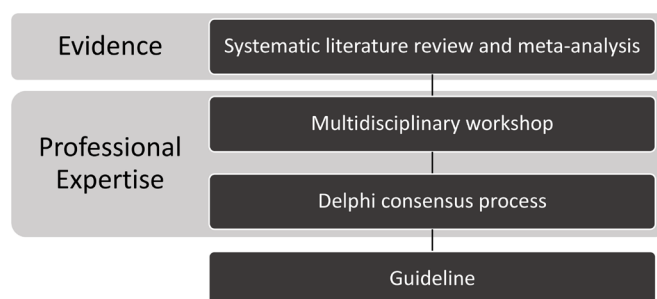 Evidence
Systematic literature review and meta-analysis
Multidisciplinary workshop
Professional
Expertise
Delphi consensus process
Guideline